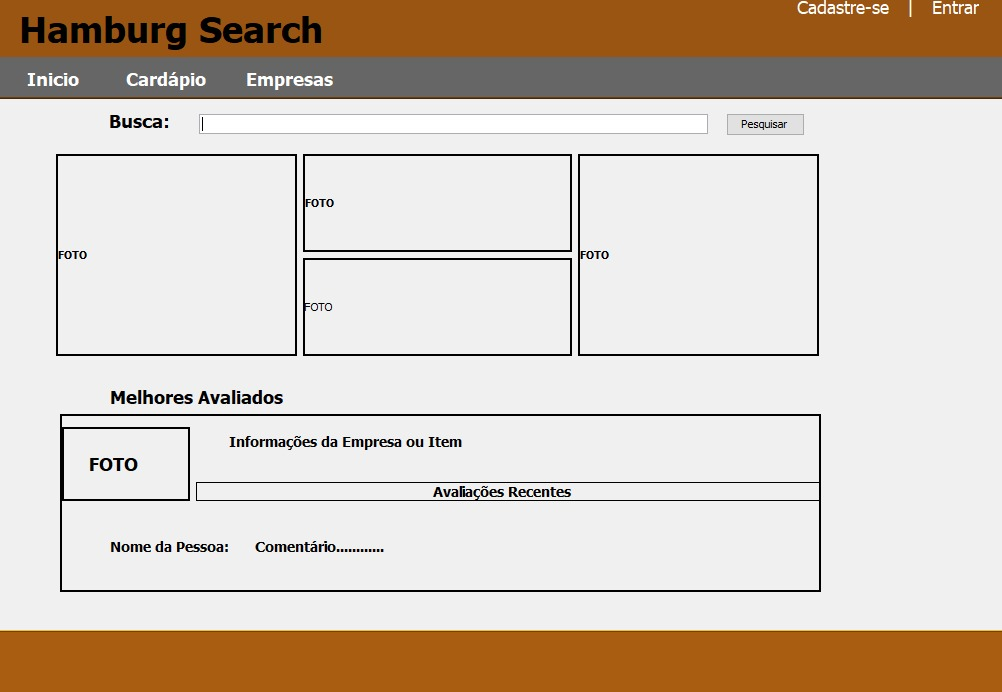 Cadastre-se | Entrar
Hamburg Search
Inicio Cardápio Empresas
Busca: Pesquisar
FOTO
FOTO
FOTO
FOTO
Melhores Avaliados
FOTO
Informações da Empresa ou Item
Avaliações Recentes
Nome da Pessoa: Comentário............